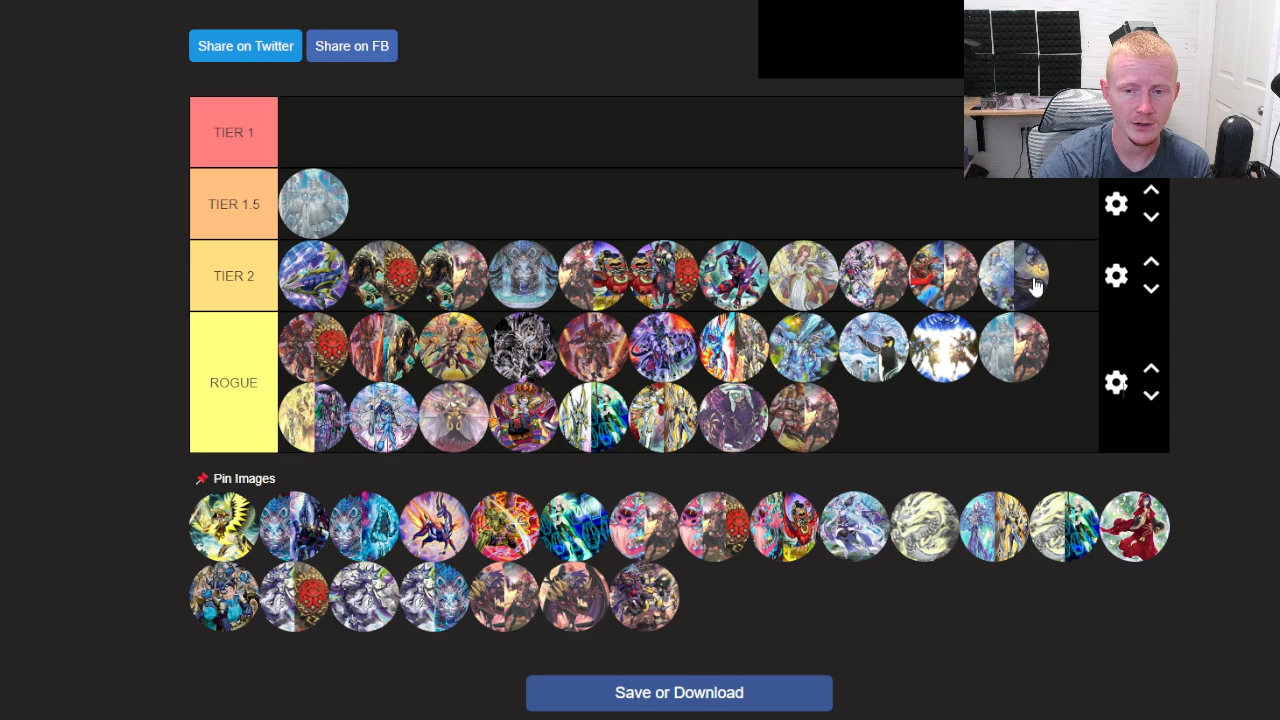 Share on Twitter
Share on FB
TIER 1
TIER 1.5
TIER 2
ROGUE
Pin Images
Save or Download